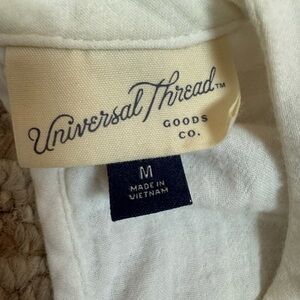 Universal Thread™
GOODS
CO.
M
MADE IN
VIETNAM